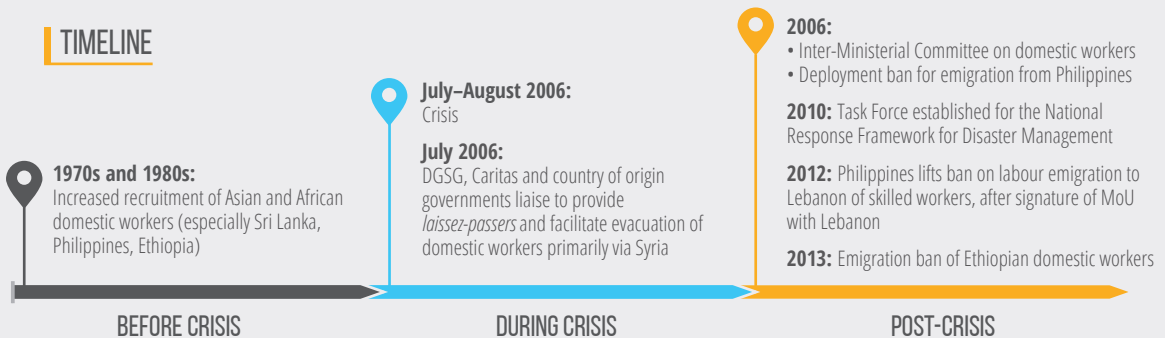 TIMELINE
1970s and 1980s:
Increased recruitment of Asian and African
domestic workers (especially Sri Lanka,
Philippines, Ethiopia)
July–August 2006:
Crisis
July 2006:
DGSG, Caritas and country of origin
governments liaise to provide
laissez-passers and facilitate evacuation of
domestic workers primarily via Syria
2006:
• Inter-Ministerial Committee on domestic workers
• Deployment ban for emigration from Philippines
2010: Task Force established for the National
Response Framework for Disaster Management
2012: Philippines lifts ban on labour emigration to
Lebanon of skilled workers, after signature of MoU
with Lebanon
2013: Emigration ban of Ethiopian domestic workers
BEFORE CRISIS
DURING CRISIS
POST-CRISIS